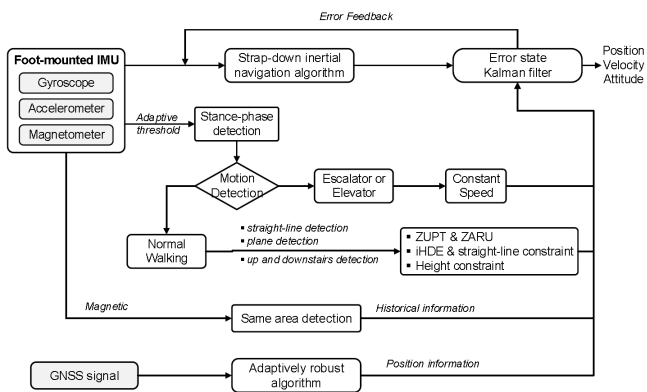 Error Feedback
Foot-mounted IMU
Gyroscope
Accelerometer
Magnetometer
Strap-down inertial
navigation algorithm
Error state
Kalman filter
Position
Velocity
Attitude
Adaptive
threshold
Stance-phase
detection
Motion
Detection
Escalator or
Elevator
Constant
Speed
Normal
Walking
▪ straight-line detection
▪ plane detection
▪ up and downstairs detection
▪ ZUPT & ZARU
▪ iHDE & straight-line constraint
▪ Height constraint
Magnetic
Same area detection
Historical information
GNSS signal
Adaptively robust
algorithm
Position information